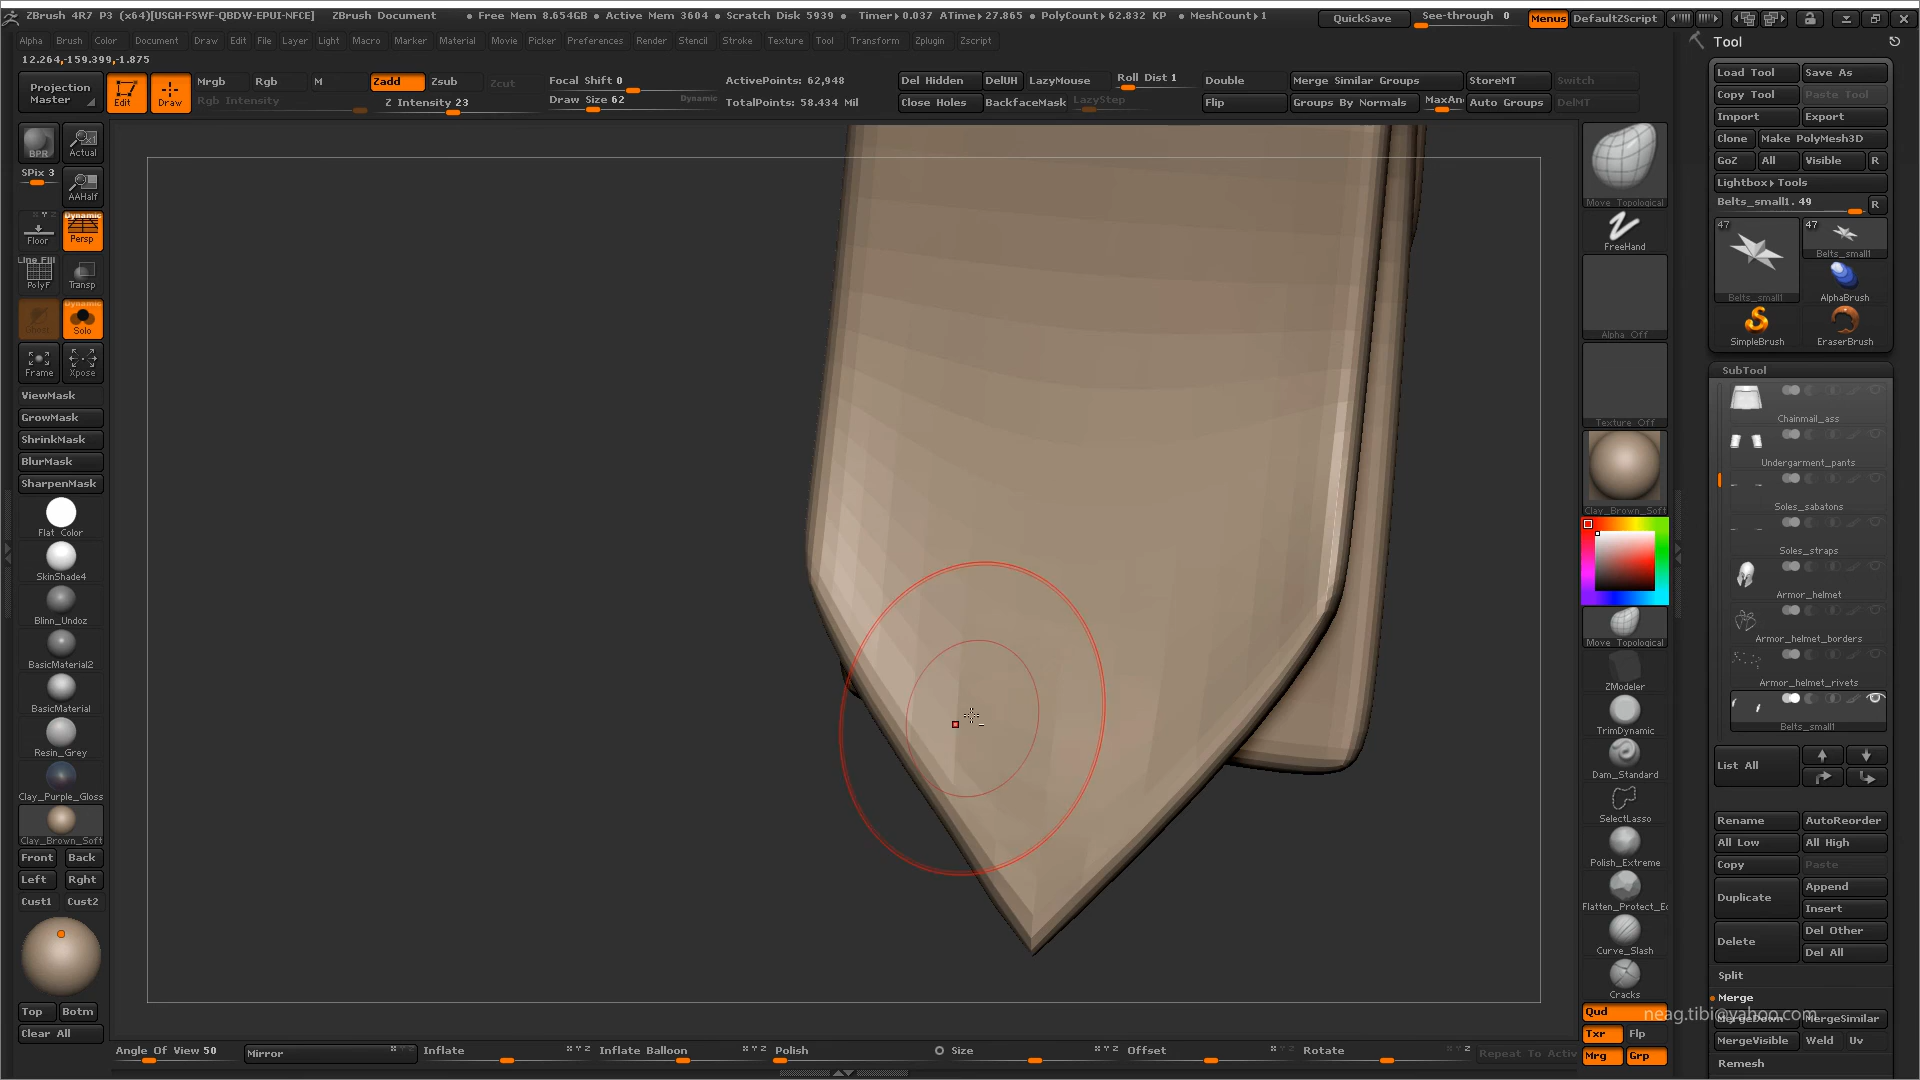 ZBrush 4R7 P3 (x64)[USGH-FSWF-QBDW-EPUI-NFCE] ZBrush Document • Free Mem 8.654GB • Active Mem 3604 • Scratch Disk 5939 • Timer▸0.037 ATime▸27.865 • PolyCount▸62.832 KP • MeshCount▸1 QuickSave See-through 0 Menus DefaultZScript
Alpha Brush Color Document Draw Edit File Layer Light Macro Marker Material Movie Picker Preferences Render Stencil Stroke Texture Tool Transform Zplugin Zscript
12.264,-159.399,-1.875
Projection Master
Edit Draw
Mrgb Rgb M Zadd Zsub Zcut
Rgb Intensity Z Intensity 23
Focal Shift 0
Draw Size 62 Dynamic
ActivePoints: 62,948
TotalPoints: 58.434 Mil
Del Hidden DelUH LazyMouse Roll Dist 1 Double Merge Similar Groups StoreMT Switch
Close Holes BackfaceMask LazyStep Flip Groups By Normals MaxAn Auto Groups DelMT
BPR Actual
SPix 3 AAHalf
Floor Dynamic Persp
Line Fill PolyF Transp
Ghost Dynamic Solo
Frame Xpose
ViewMask
GrowMask
ShrinkMask
BlurMask
SharpenMask
Flat Color
SkinShade4
Blinn_Undoz
BasicMaterial2
BasicMaterial
Resin_Grey
Clay_Purple_Gloss
Clay_Brown_Soft
Front Back
Left Rght
Cust1 Cust2
Top Botm
Clear All
Angle Of View 50 Mirror Inflate Inflate Balloon Polish Size Offset Rotate Repeat To Activ
Move Topological
FreeHand
Alpha Off
Texture Off
Clay_Brown_Soft
Move Topological
ZModeler
TrimDynamic
Dam_Standard
SelectLasso
Polish_Extreme
Flatten_Protect_Ec
Curve_Slash
Cracks
Qud
Txr Flp
Mrg Grp
Tool
Load Tool Save As
Copy Tool Paste Tool
Import Export
Clone Make PolyMesh3D
GoZ All Visible R
Lightbox▸Tools
Belts_small1. 49 R
47 Belts_small1
47 Belts_small1
AlphaBrush
SimpleBrush EraserBrush
SubTool
Chainmail_ass
Undergarment_pants
Soles_sabatons
Soles_straps
Armor_helmet
Armor_helmet_borders
Armor_helmet_rivets
Belts_small1
List All
Rename AutoReorder
All Low All High
Copy Paste
Duplicate Append
Insert
Delete Del Other
Del All
Split
Merge
neag.tibi@yahoo.com
MergeDown MergeSimilar
MergeVisible Weld Uv
Remesh